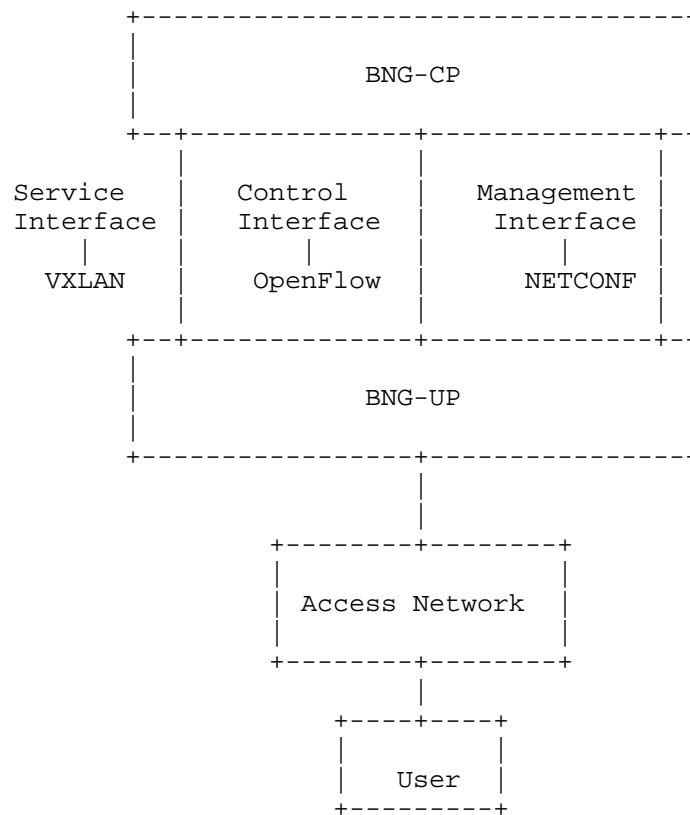 BNG-CP
Service Control Management
Interface Interface Interface
VXLAN OpenFlow NETCONF
BNG-UP
Access Network
User